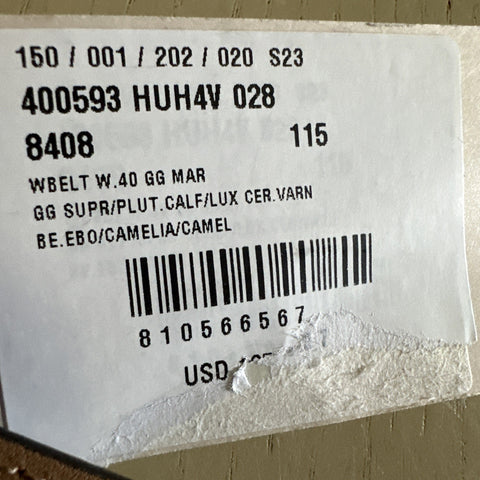 150 / 001 / 202 / 020 S23
400593 HUH4V 028
8408 115
WBELT W.40 GG MAR
GG SUPR/PLUT.CALF/LUX CER.VARN
BE.EBO/CAMELIA/CAMEL
810566567
USD